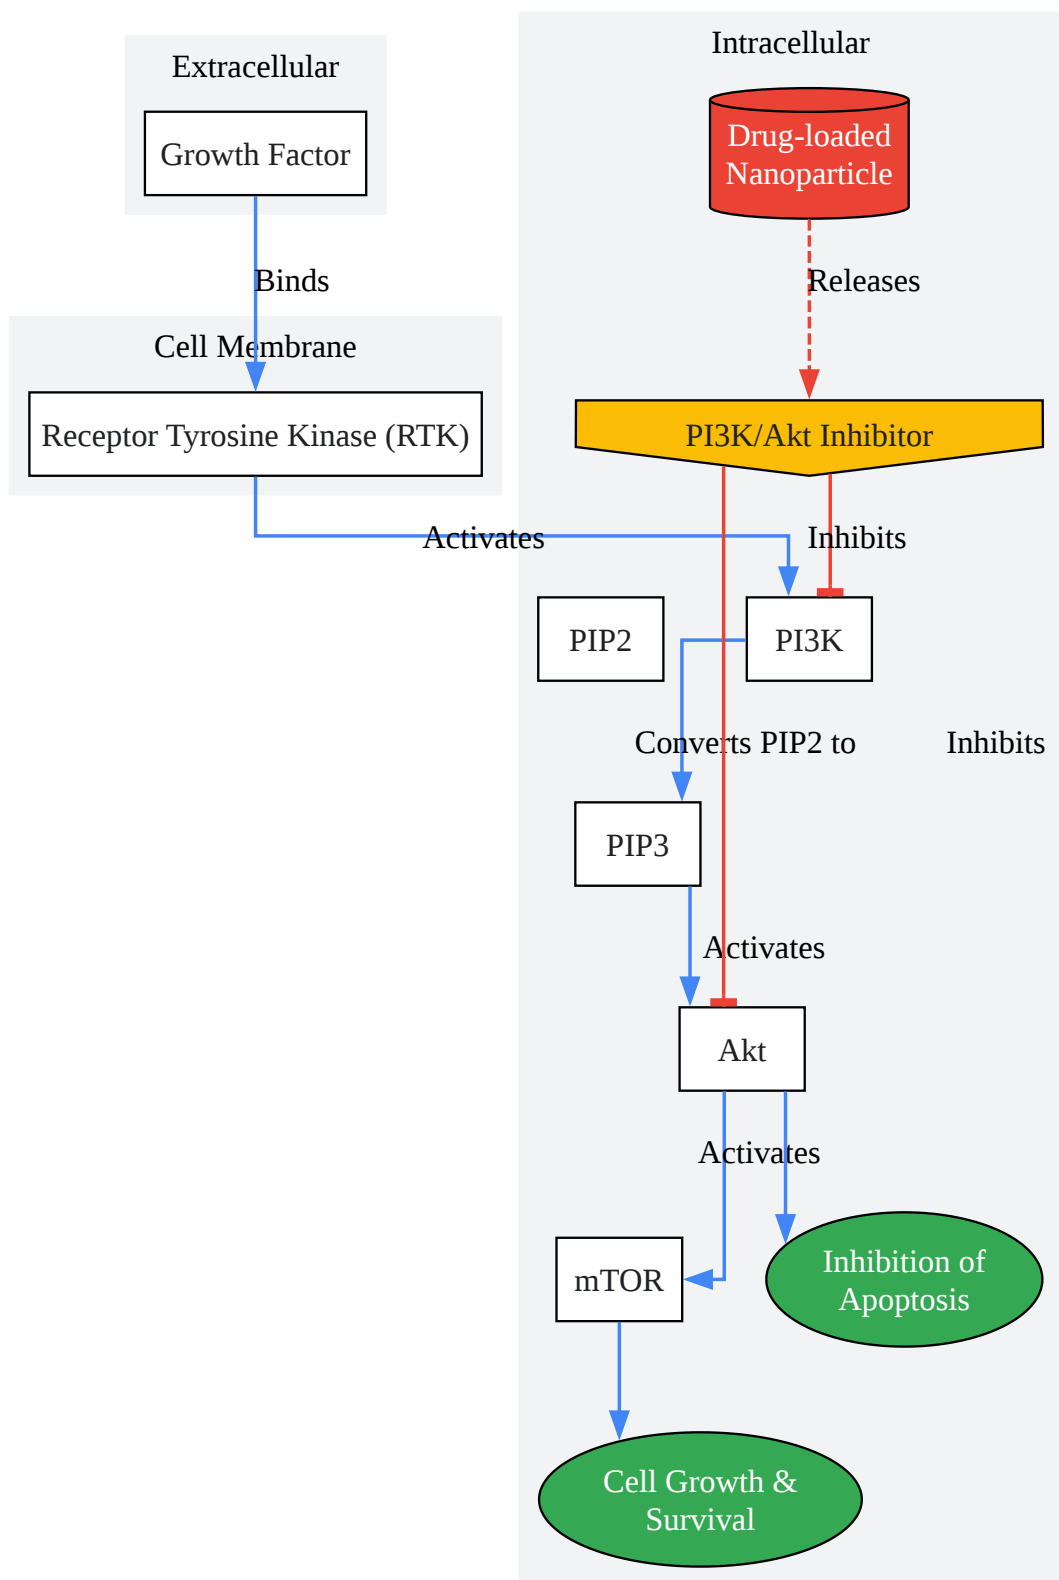 Intracellular
Extracellular
Drug-loaded
Nanoparticle
Growth Factor
Binds
Releases
Cell Membrane
Receptor Tyrosine Kinase (RTK)
PI3K/Akt Inhibitor
Activates
Inhibits
PIP2
PI3K
Converts PIP2 to
Inhibits
PIP3
Activates
Akt
Activates
Inhibition of
Apoptosis
mTOR
Cell Growth &
Survival